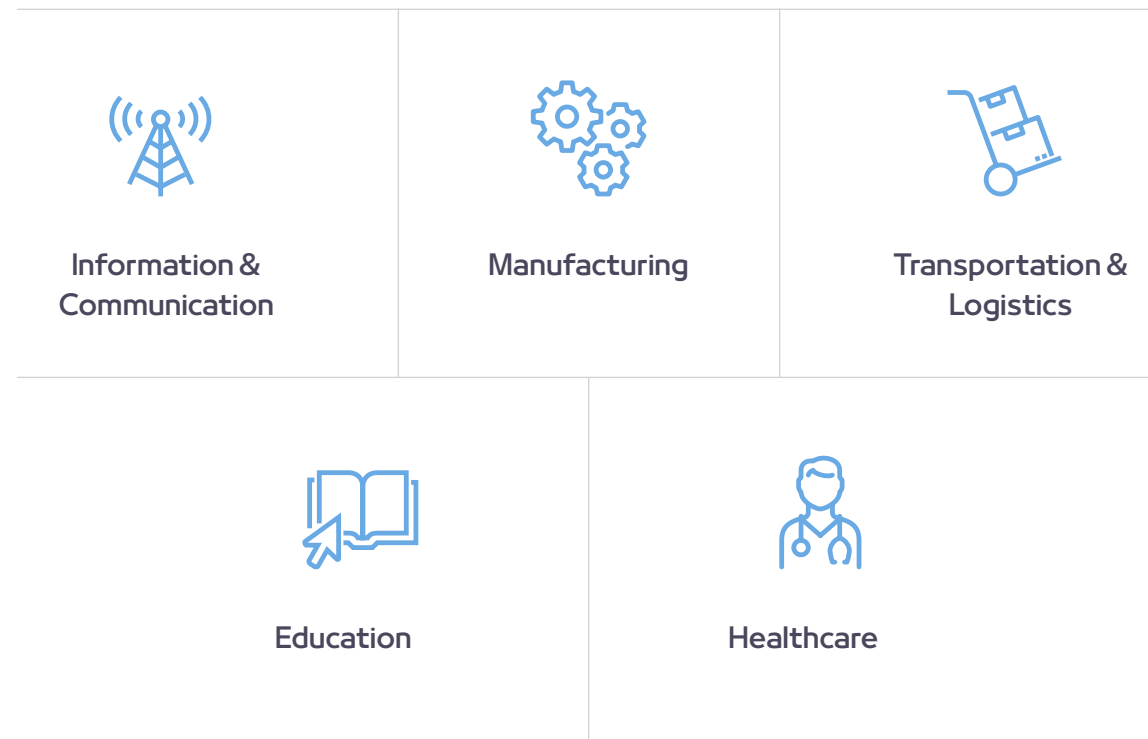 Information &
Communication
Manufacturing
Transportation &
Logistics
Education
Healthcare